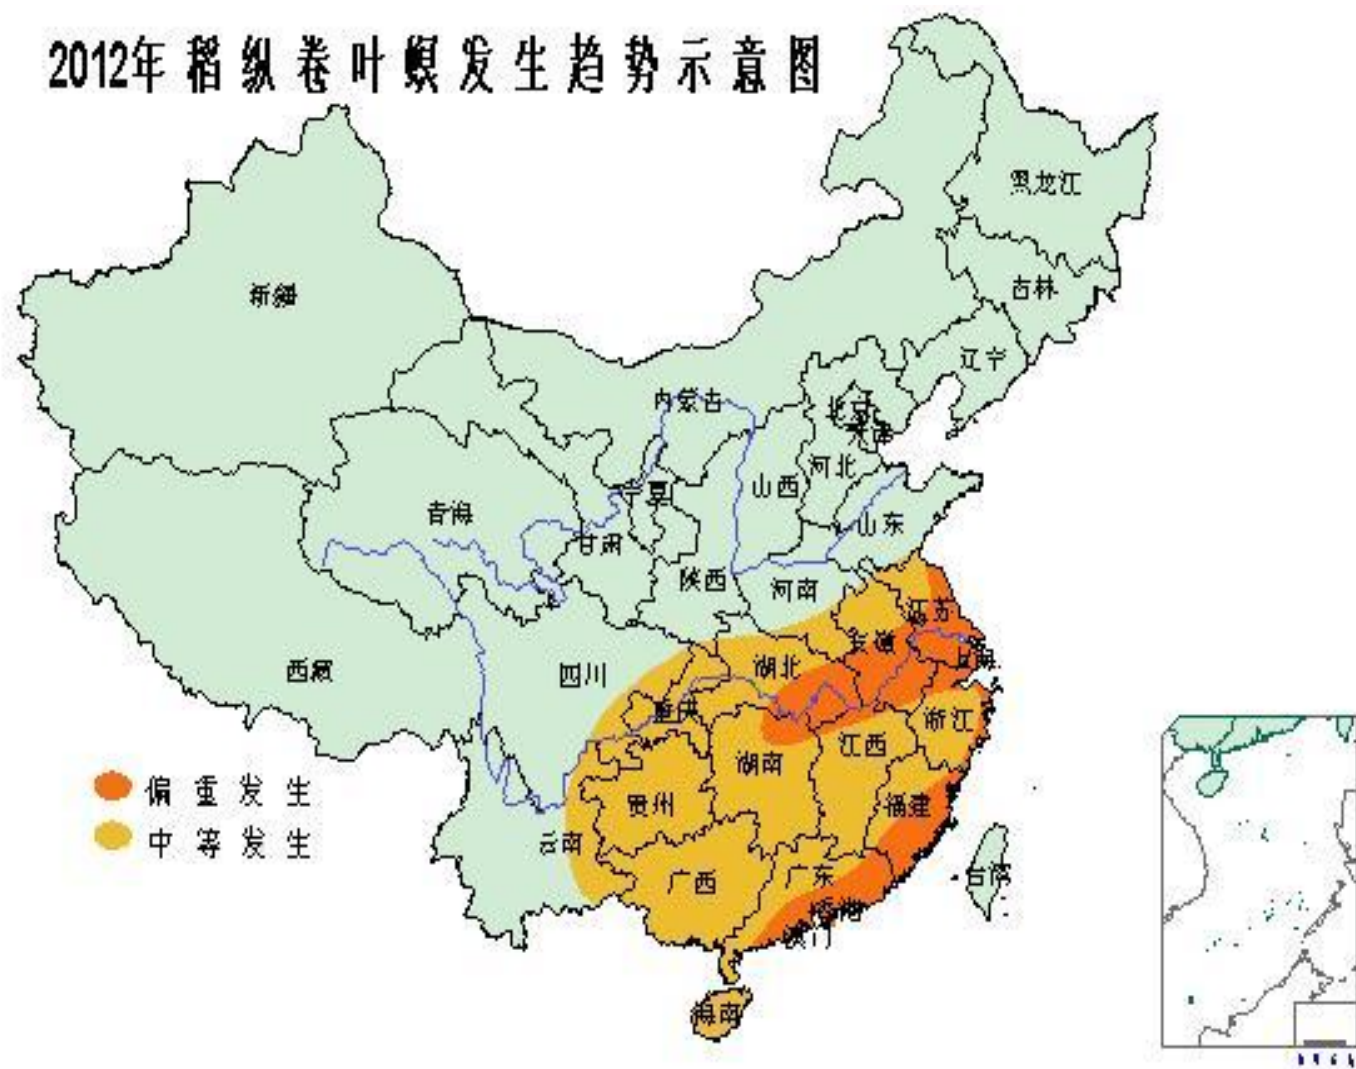 2012年稻纵卷叶螟发生趋势示意图
黑龙江
吉林
新疆
辽宁
内蒙古
北京
天津
河北
宁夏
山西
青海
山东
甘肃
陕西
河南
江苏
安徽
上海
湖北
西藏
四川
重庆
浙江
江西
湖南
偏重发生
贵州
福建
中等发生
云南
台湾
广西
广东
香港
澳门
海南